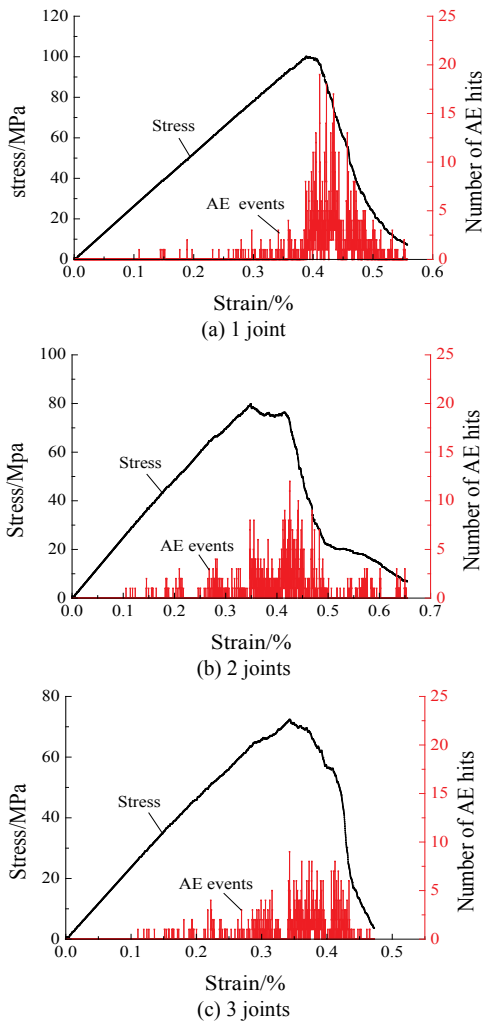 120
100
80
60
40
20
0
stress/MPa
25
20
15
10
5
0
Number of AE hits
Stress
AE events
0.0 0.1 0.2 0.3 0.4 0.5 0.6
Strain/%
(a) 1 joint
100
80
60
40
20
0
Stress/Mpa
25
20
15
10
5
0
Number of AE hits
Stress
AE events
0.0 0.1 0.2 0.3 0.4 0.5 0.6 0.7
Strain/%
(b) 2 joints
80
60
40
20
0
Stress/MPa
25
20
15
10
5
0
Number of AE hits
Stress
AE events
0.0 0.1 0.2 0.3 0.4 0.5
Strain/%
(c) 3 joints